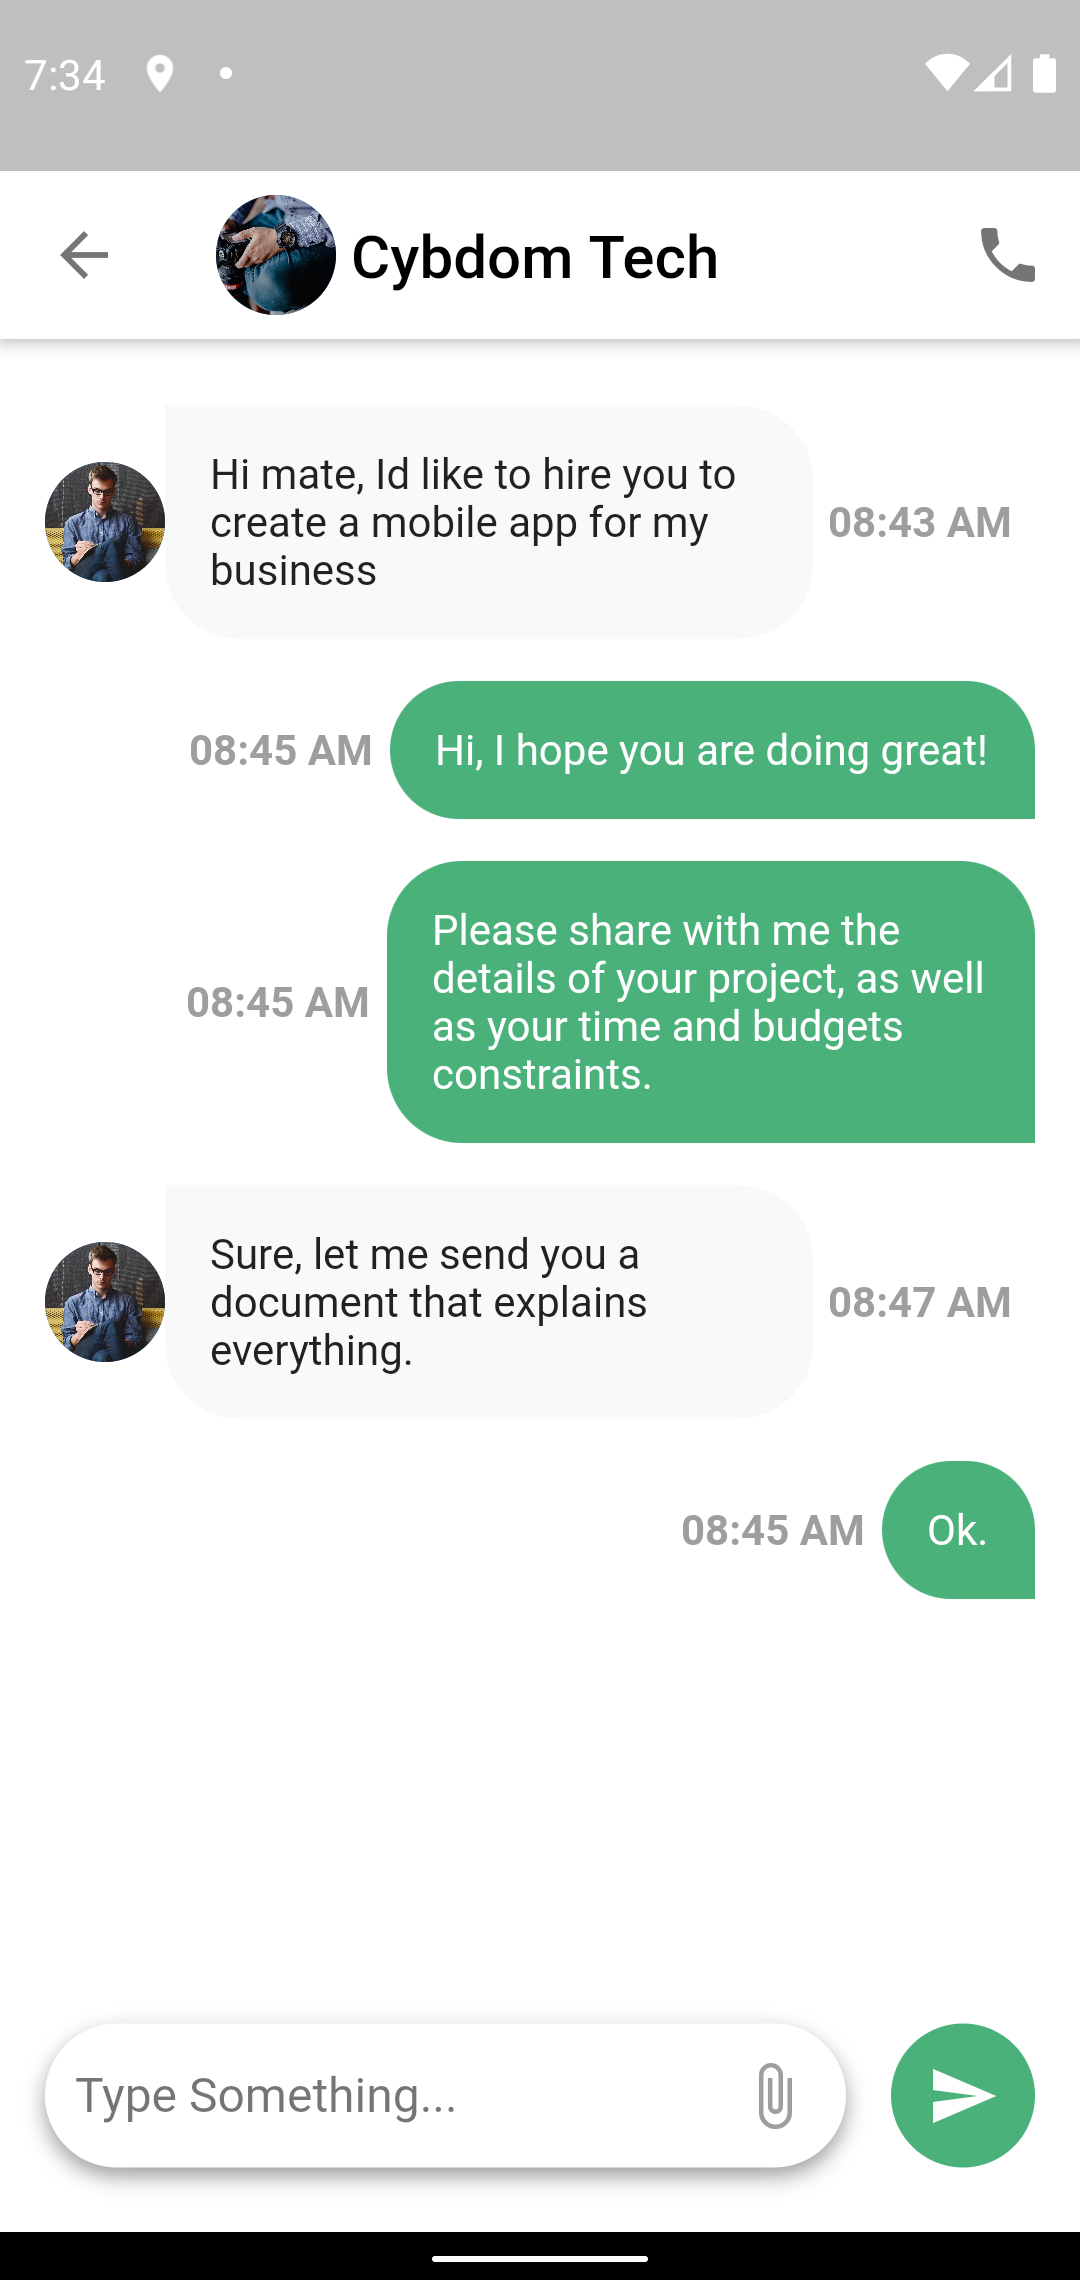 7:34
Cybdom Tech
Hi mate, Id like to hire you to
create a mobile app for my
business
08:43 AM
08:45 AM
Hi, I hope you are doing great!
08:45 AM
Please share with me the
details of your project, as well
as your time and budgets
constraints.
Sure, let me send you a
document that explains
everything.
08:47 AM
08:45 AM
Ok.
Type Something...